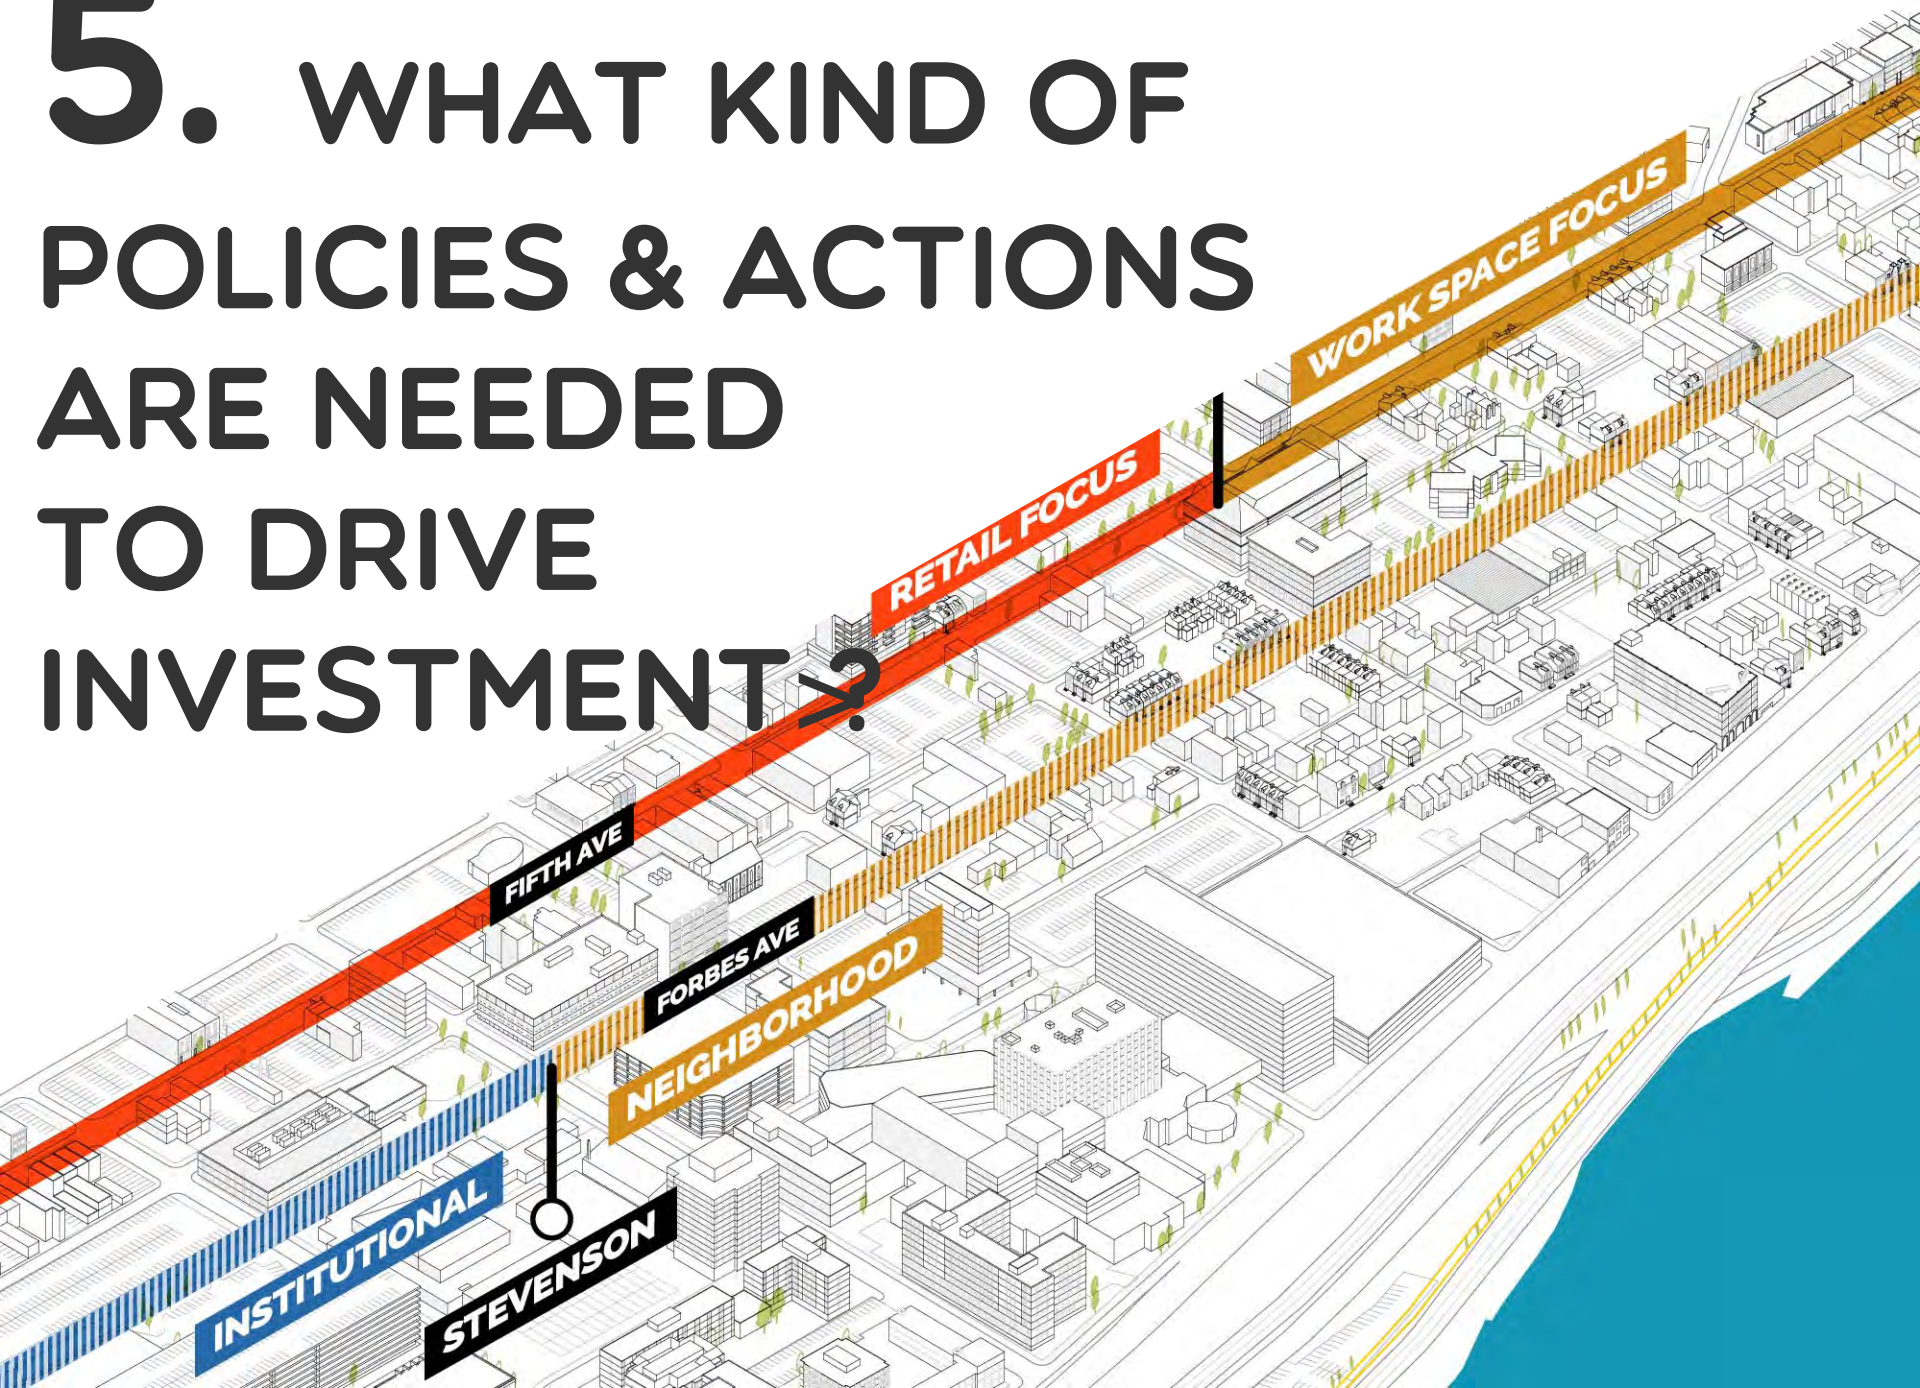 5. WHAT KIND OF
POLICIES & ACTIONS
ARE NEEDED
TO DRIVE
INVESTMENT ?
WORK SPACE FOCUS
RETAIL FOCUS
FIFTH AVE
FORBES AVE
NEIGHBORHOOD
INSTITUTIONAL
STEVENSON